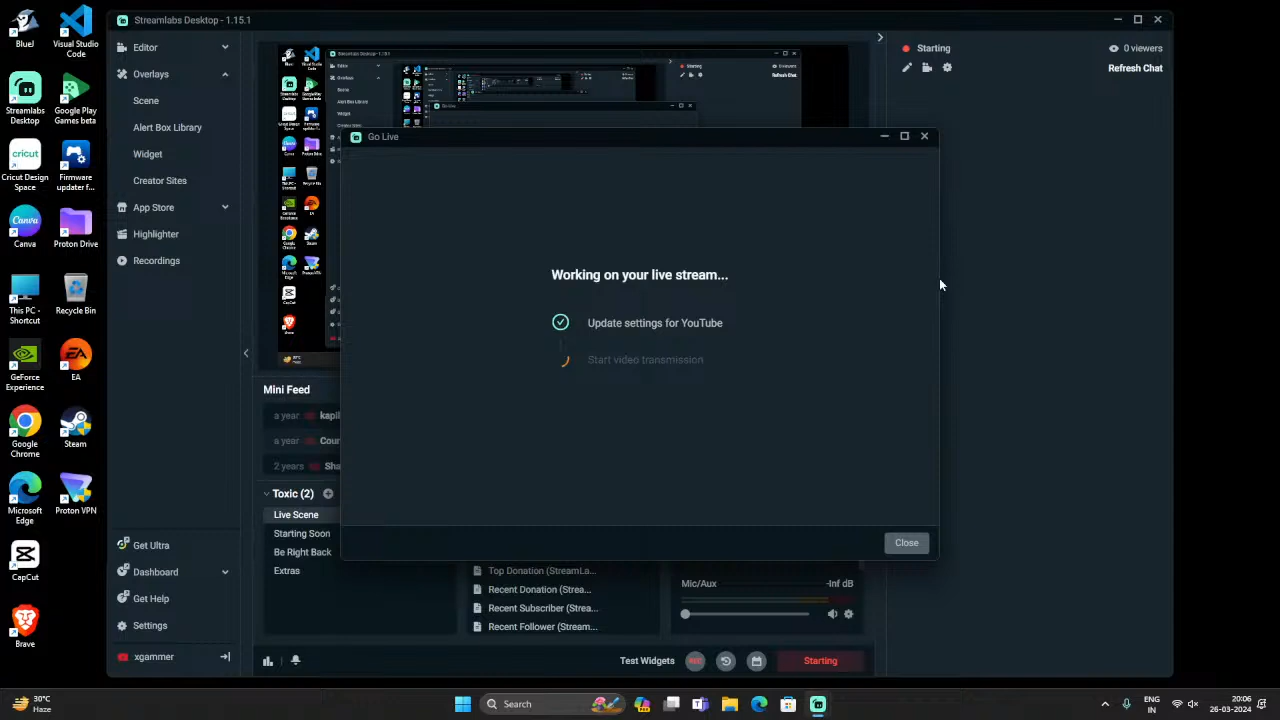 Streamlabs Desktop - 1.15.1
BlueJ
Visual Studio
Code
Streamlabs
Desktop
Google Play
Games beta
Cricut Design
Space
Firmware
updater f...
Canva
Proton Drive
This PC -
Shortcut
Recycle Bin
GeForce
Experience
EA
Google
Chrome
Steam
Microsoft
Edge
Proton VPN
CapCut
Brave
Editor
Overlays
Scene
Alert Box Library
Widget
Creator Sites
App Store
Highlighter
Recordings
Get Ultra
Dashboard
Get Help
Settings
xgammer
Starting
0 viewers
Refresh Chat
Go Live
Working on your live stream...
Update settings for YouTube
Start video transmission
Close
Mini Feed
a year kapil
a year Cour
2 years Sha
Toxic (2)
Live Scene
Starting Soon
Be Right Back
Extras
Top Donation (StreamLa...
Recent Donation (Strea...
Recent Subscriber (Strea...
Recent Follower (Stream...
Mic/Aux
-Inf dB
Test Widgets
REC
Starting
30°C
Haze
Search
ENG
IN
20:06
26-03-2024